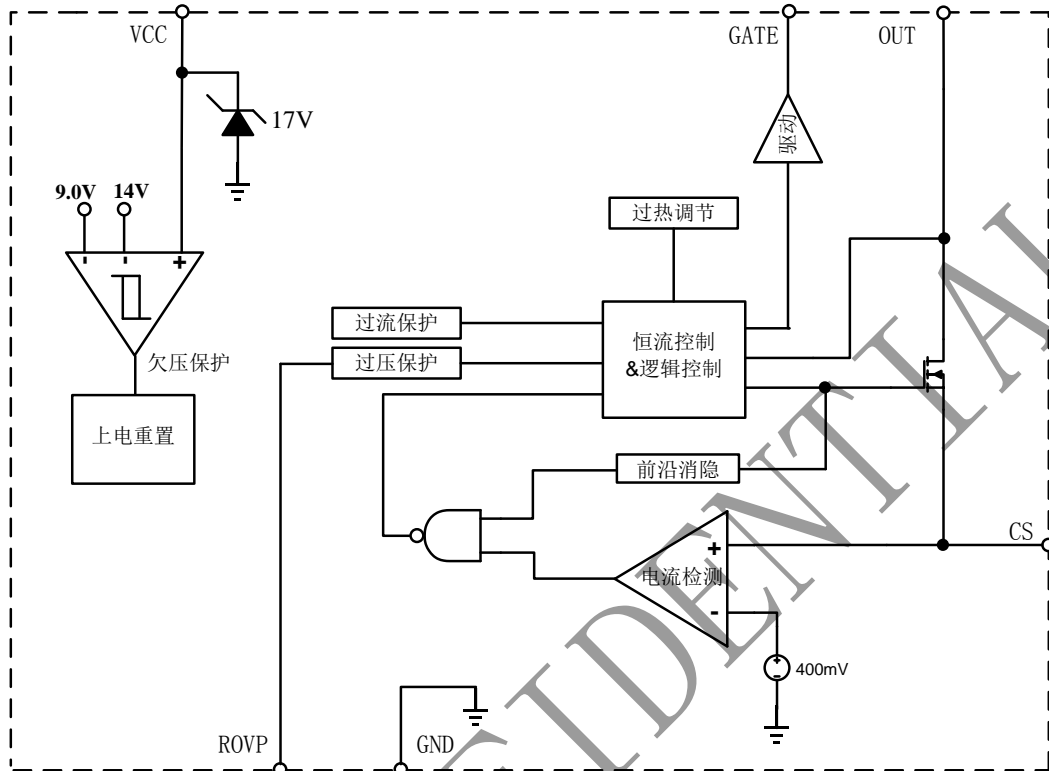 VCC
GATE
OUT
17V
驱动
9.0V
14V
-
-
+
过热调节
过流保护
过压保护
恒流控制
&逻辑控制
欠压保护
上电重置
前沿消隐
CS
+
电流检测
-
+
-
400mV
ROVP
GND
FIDENTIAL